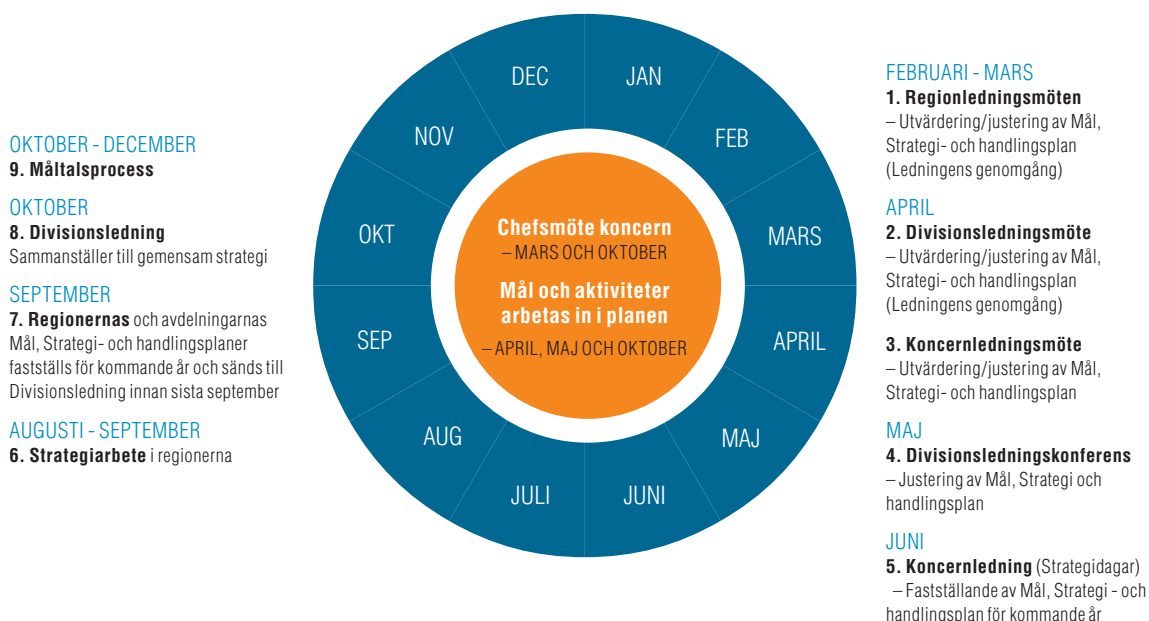 OKTOBER - DECEMBER
9. Måltalsprocess
OKTOBER
8. Divisionsledning
Sammanställer till gemensam strategi
SEPTEMBER
7. Regionernas och avdelningarnas
Mål, Strategi- och handlingsplaner
fastställs för kommande år och sänds till
Divisionsledning innan sista september
AUGUSTI - SEPTEMBER
6. Strategiarbete i regionerna
JAN
FEB
MARS
APRIL
MAJ
JUNI
JULI
AUG
SEP
OKT
NOV
DEC
Chefsmöte koncern
– MARS OCH OKTOBER
Mål och aktiviteter
arbetas in i planen
– APRIL, MAJ OCH OKTOBER
FEBRUARI - MARS
1. Regionledningsmöten
– Utvärdering/justering av Mål,
Strategi- och handlingsplan
(Ledningens genomgång)
APRIL
2. Divisionsledningsmöte
– Utvärdering/justering av Mål,
Strategi- och handlingsplan
(Ledningens genomgång)
3. Koncernledningsmöte
– Utvärdering/justering av Mål,
Strategi- och handlingsplan
MAJ
4. Divisionsledningskonferens
– Justering av Mål, Strategi och
handlingsplan
JUNI
5. Koncernledning (Strategidagar)
– Fastställande av Mål, Strategi - och
handlingsplan för kommande år